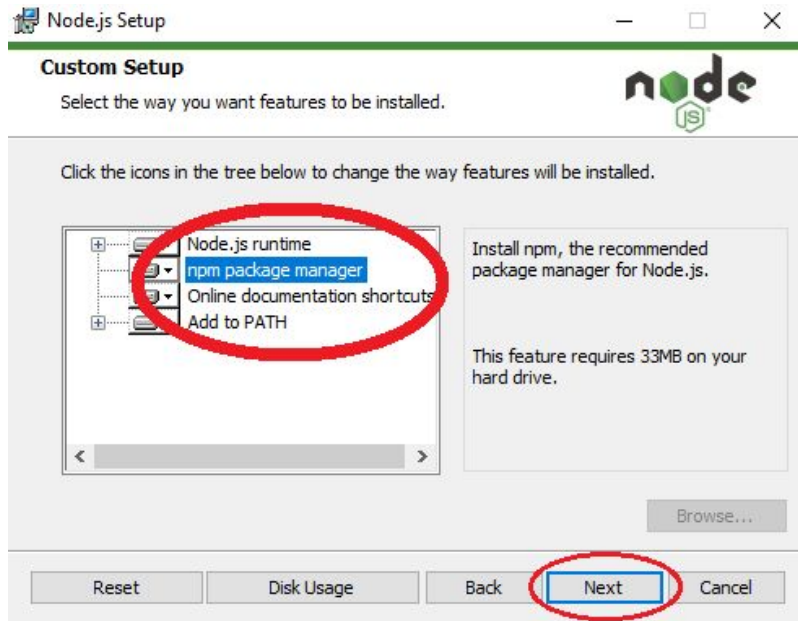 Node.js Setup
Custom Setup
Select the way you want features to be installed.
node
JS
Click the icons in the tree below to change the way features will be installed.
Node.js runtime
npm package manager
Online documentation shortcuts
Add to PATH
Install npm, the recommended
package manager for Node.js.
This feature requires 33MB on your
hard drive.
Browse...
Reset
Disk Usage
Back
Next
Cancel